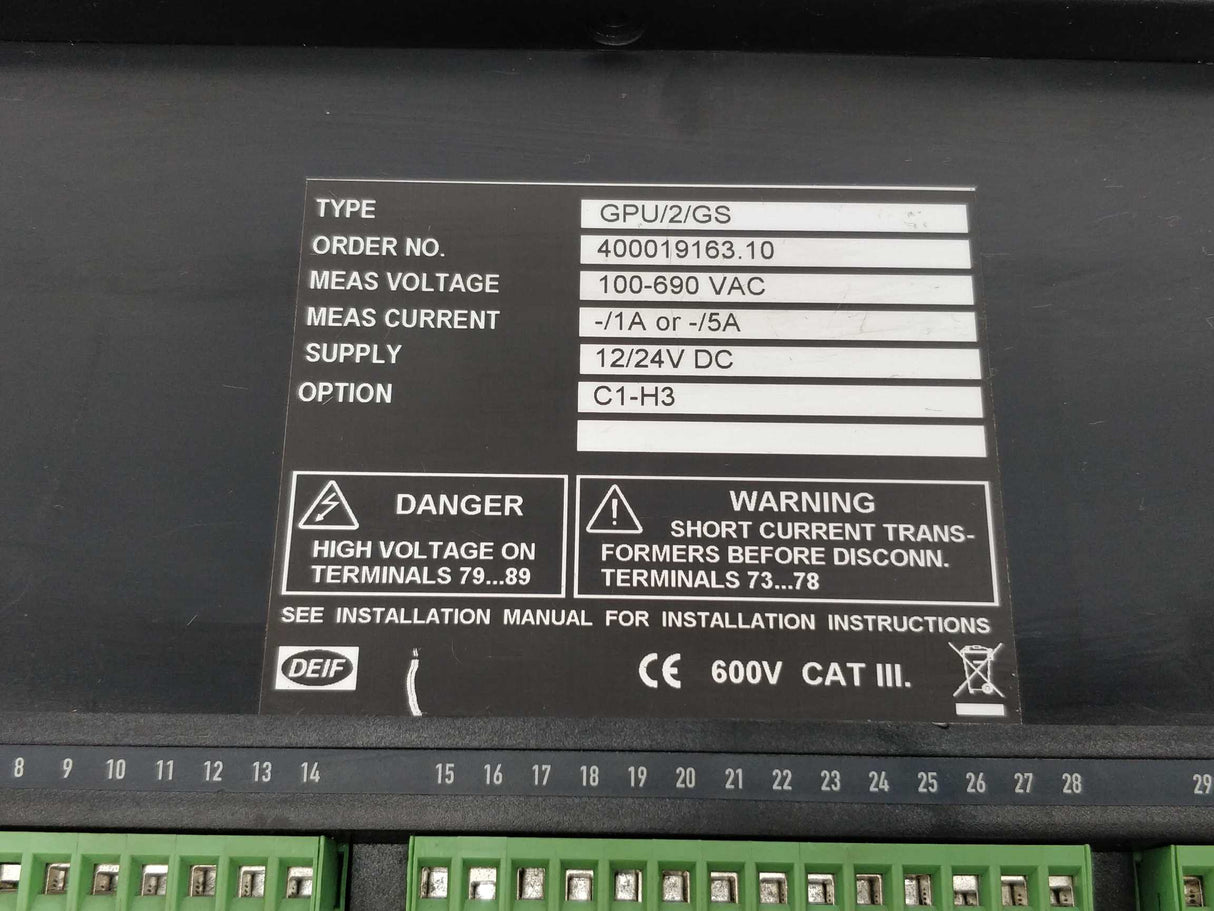 TYPE GPU/2/GS
ORDER NO. 400019163.10
MEAS VOLTAGE 100-690 VAC
MEAS CURRENT -/1A or -/5A
SUPPLY 12/24V DC
OPTION C1-H3
DANGER
HIGH VOLTAGE ON
TERMINALS 79...89
WARNING
SHORT CURRENT TRANS-
FORMERS BEFORE DISCONN.
TERMINALS 73...78
SEE INSTALLATION MANUAL FOR INSTALLATION INSTRUCTIONS
DEIF CE 600V CAT III.
8 9 10 11 12 13 14 15 16 17 18 19 20 21 22 23 24 25 26 27 28 29